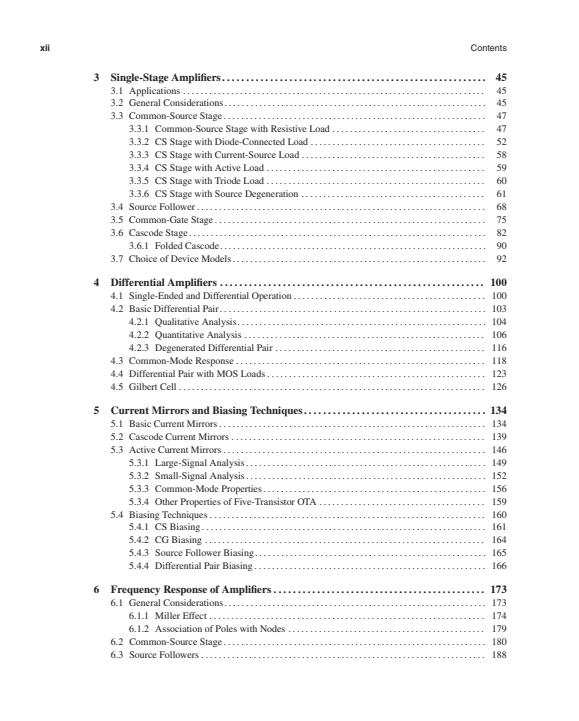 xii Contents
3 Single-Stage Amplifiers 45
3.1 Applications 45
3.2 General Considerations 45
3.3 Common-Source Stage 47
3.3.1 Common-Source Stage with Resistive Load 47
3.3.2 CS Stage with Diode-Connected Load 52
3.3.3 CS Stage with Current-Source Load 58
3.3.4 CS Stage with Active Load 59
3.3.5 CS Stage with Triode Load 60
3.3.6 CS Stage with Source Degeneration 61
3.4 Source Follower 68
3.5 Common-Gate Stage 75
3.6 Cascode Stage 82
3.6.1 Folded Cascode 90
3.7 Choice of Device Models 92
4 Differential Amplifiers 100
4.1 Single-Ended and Differential Operation 100
4.2 Basic Differential Pair 103
4.2.1 Qualitative Analysis 104
4.2.2 Quantitative Analysis 106
4.2.3 Degenerated Differential Pair 116
4.3 Common-Mode Response 118
4.4 Differential Pair with MOS Loads 123
4.5 Gilbert Cell 126
5 Current Mirrors and Biasing Techniques 134
5.1 Basic Current Mirrors 134
5.2 Cascode Current Mirrors 139
5.3 Active Current Mirrors 146
5.3.1 Large-Signal Analysis 149
5.3.2 Small-Signal Analysis 152
5.3.3 Common-Mode Properties 156
5.3.4 Other Properties of Five-Transistor OTA 159
5.4 Biasing Techniques 160
5.4.1 CS Biasing 161
5.4.2 CG Biasing 164
5.4.3 Source Follower Biasing 165
5.4.4 Differential Pair Biasing 166
6 Frequency Response of Amplifiers 173
6.1 General Considerations 173
6.1.1 Miller Effect 174
6.1.2 Association of Poles with Nodes 179
6.2 Common-Source Stage 180
6.3 Source Followers 188